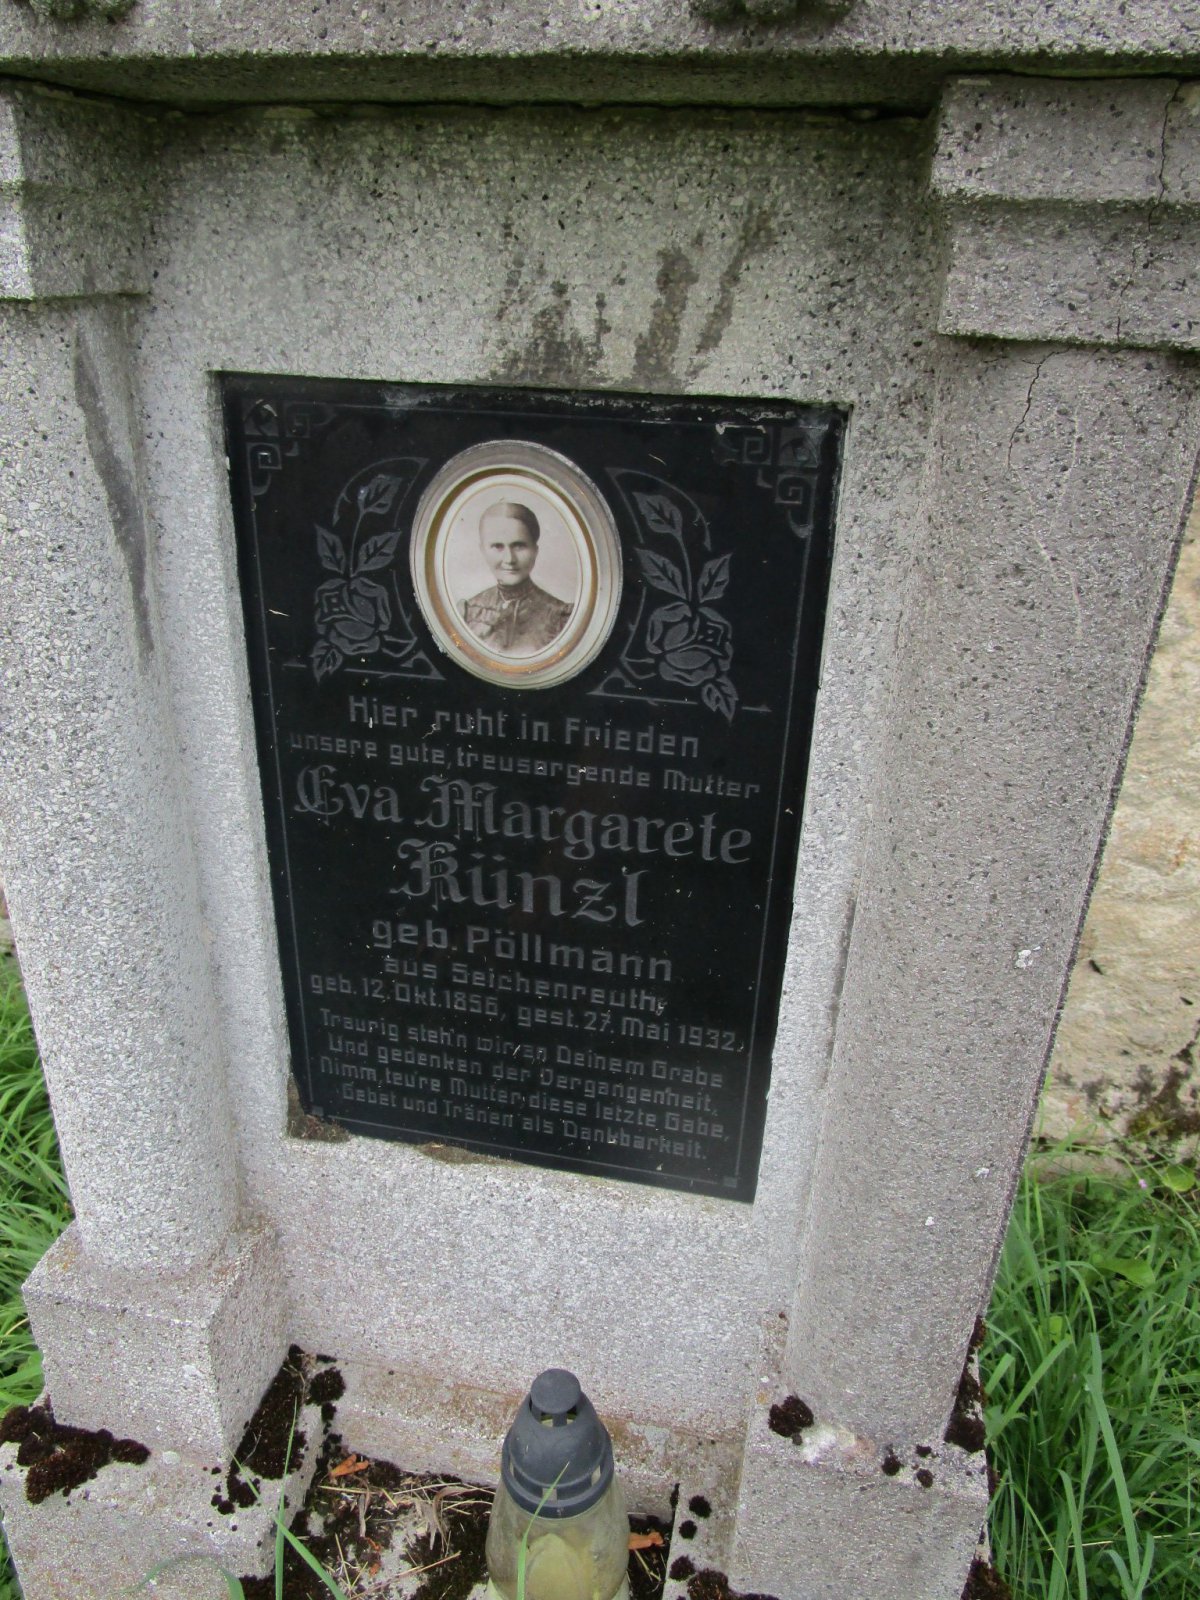 Hier ruht in Frieden
unsere gute, treusorgende Mutter
Eva Margarete
Künzl
geb. Pöllmann
aus Seichenreuth,
geb. 12. Okt. 1856, gest. 27. Mai 1932.
Traurig steh'n wir an Deinem Grabe
Und gedenken der Vergangenheit,
Nimm, teu're Mutter, diese letzte Gabe,
Gebet und Tränen als Dankbarkeit.